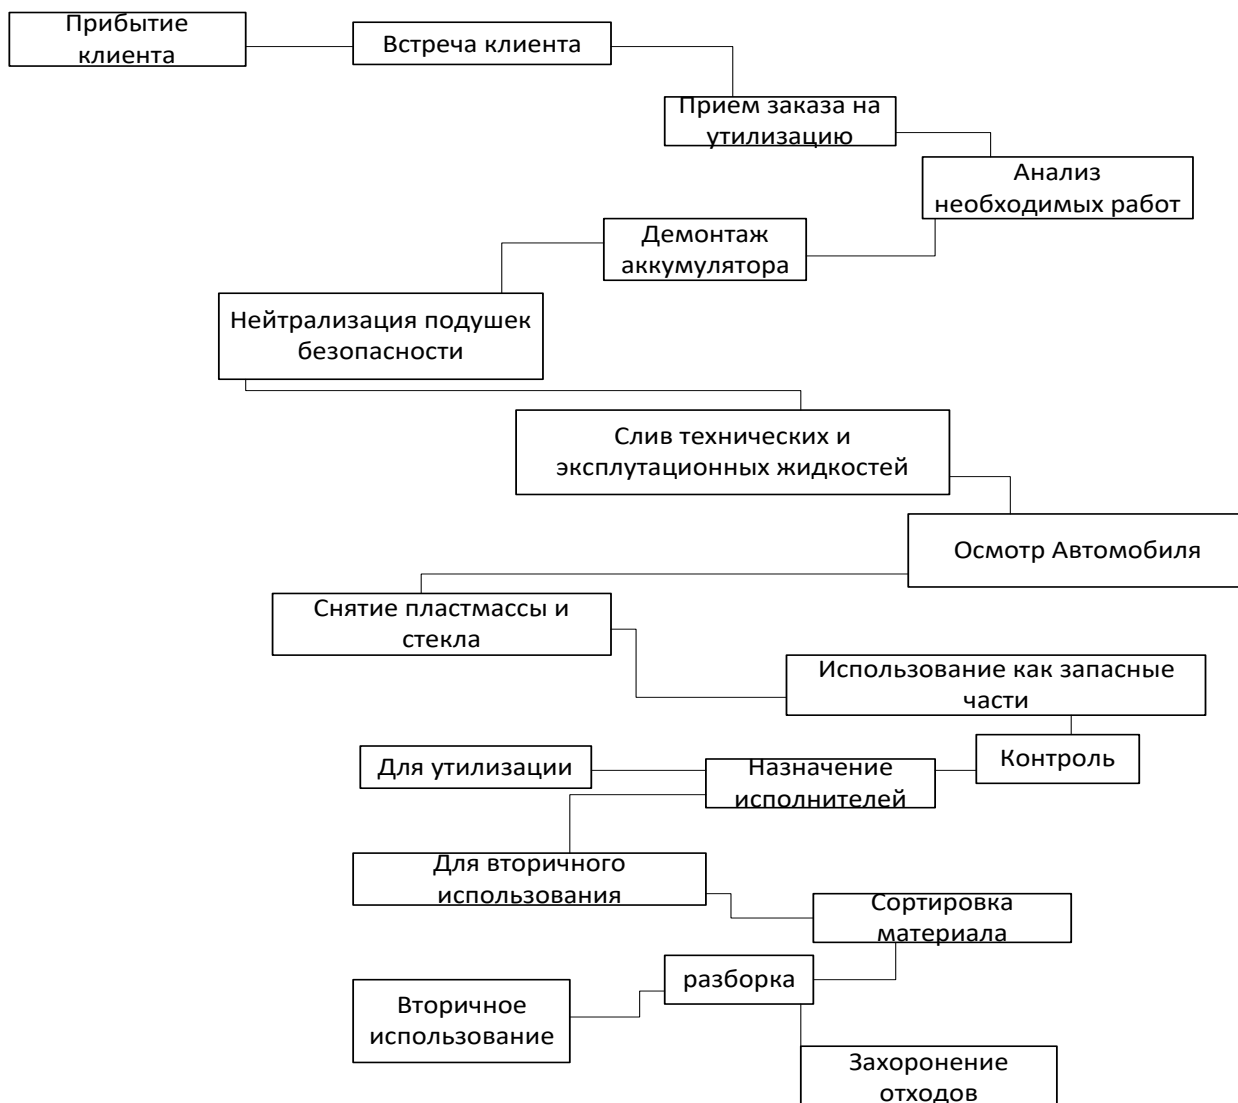 Прибытие
клиента
Встреча клиента
Прием заказа на
утилизацию
Анализ
необходимых работ
Демонтаж
аккумулятора
Нейтрализация подушек
безопасности
Слив технических и
эксплутационных жидкостей
Осмотр Автомобиля
Снятие пластмассы и
стекла
Использование как запасные
части
Контроль
Назначение
исполнителей
Для утилизации
Для вторичного
использования
Сортировка
материала
разборка
Вторичное
использование
Захоронение
отходов